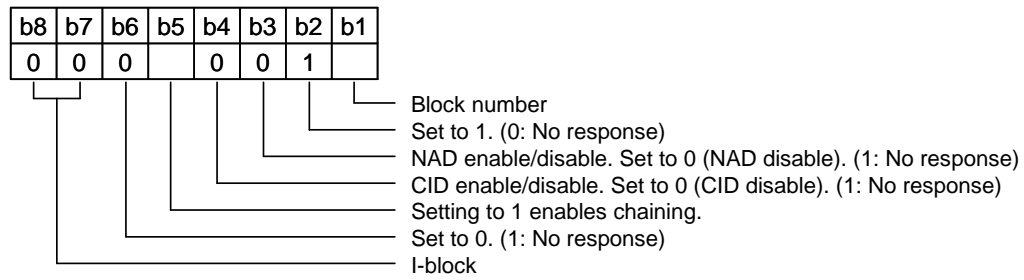 b8 b7 b6 b5 b4 b3 b2 b1
0 0 0 0 0 1
Block number
Set to 1. (0: No response)
NAD enable/disable. Set to 0 (NAD disable). (1: No response)
CID enable/disable. Set to 0 (CID disable). (1: No response)
Setting to 1 enables chaining.
Set to 0. (1: No response)
I-block